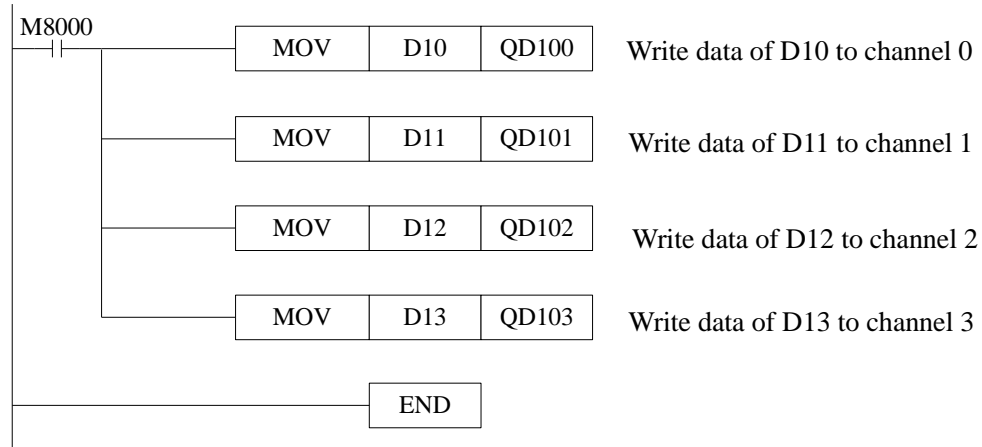 M8000
MOV D10 QD100 Write data of D10 to channel 0
MOV D11 QD101 Write data of D11 to channel 1
MOV D12 QD102 Write data of D12 to channel 2
MOV D13 QD103 Write data of D13 to channel 3
END